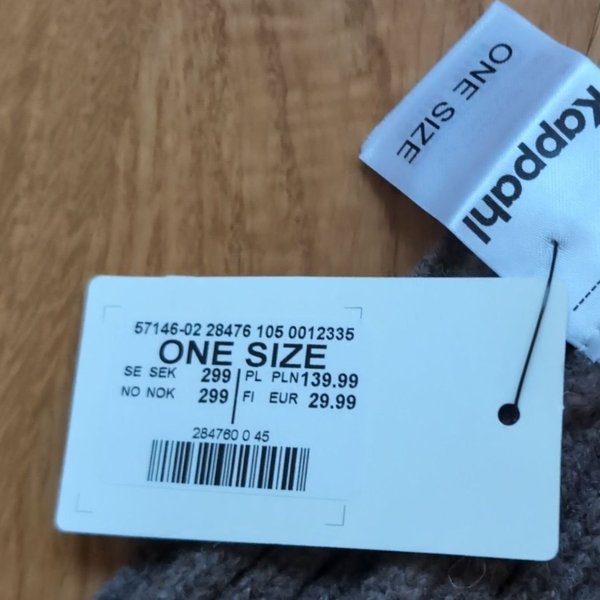 ONE SIZE
Kappahl
57146-02 28476 105 0012335
ONE SIZE
SE SEK 299 PL PLN 139.99
NO NOK 299 FI EUR 29.99
284760 0 45